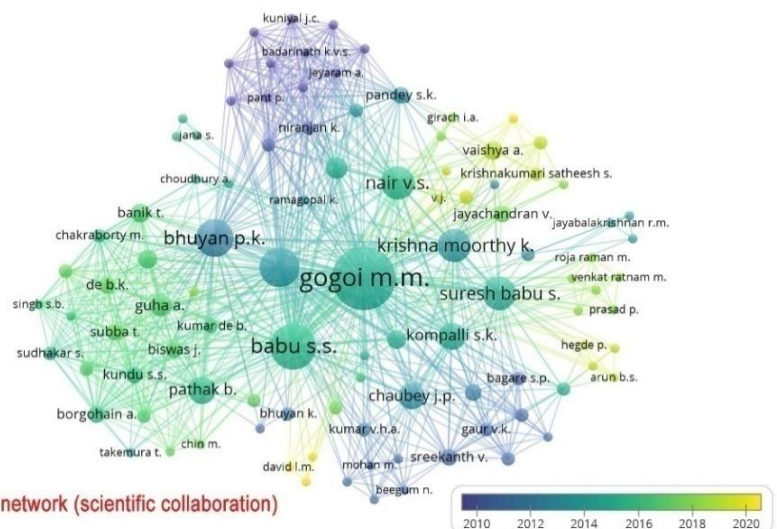 kuniyal j.c.
badarinath k.v.s.
jeyaram a.
pant p.
pandey s.k.
girach i.a.
jana s.
niranjan k.
vaishya a.
krishnakumari satheesh s.
choudhury a.
nair v.s.
ramagopal k.
v.j.
banik t.
jayachandran v.
jayabalakrishnan r.m.
chakraborty m.
bhuyan p.k.
krishna moorthy k.
roja raman m.
gogoi m.m.
venkat ratnam m.
de b.k.
suresh babu s.
singh s.b.
guha a.
prasad p.
subba t.
kumar de b.
kompalli s.k.
babu s.s.
hegde p.
sudhakar s.
biswas j.
kundu s.s.
bagare s.p.
arun b.s.
pathak b.
chaubey j.p.
borgohain a.
bhuyan k.
kumar v.h.a.
gaur v.k.
chin m.
takemura t.
sreekanth v.
david l.m.
mohan m.
beegum n.
network (scientific collaboration)
2010 2012 2014 2016 2018 2020